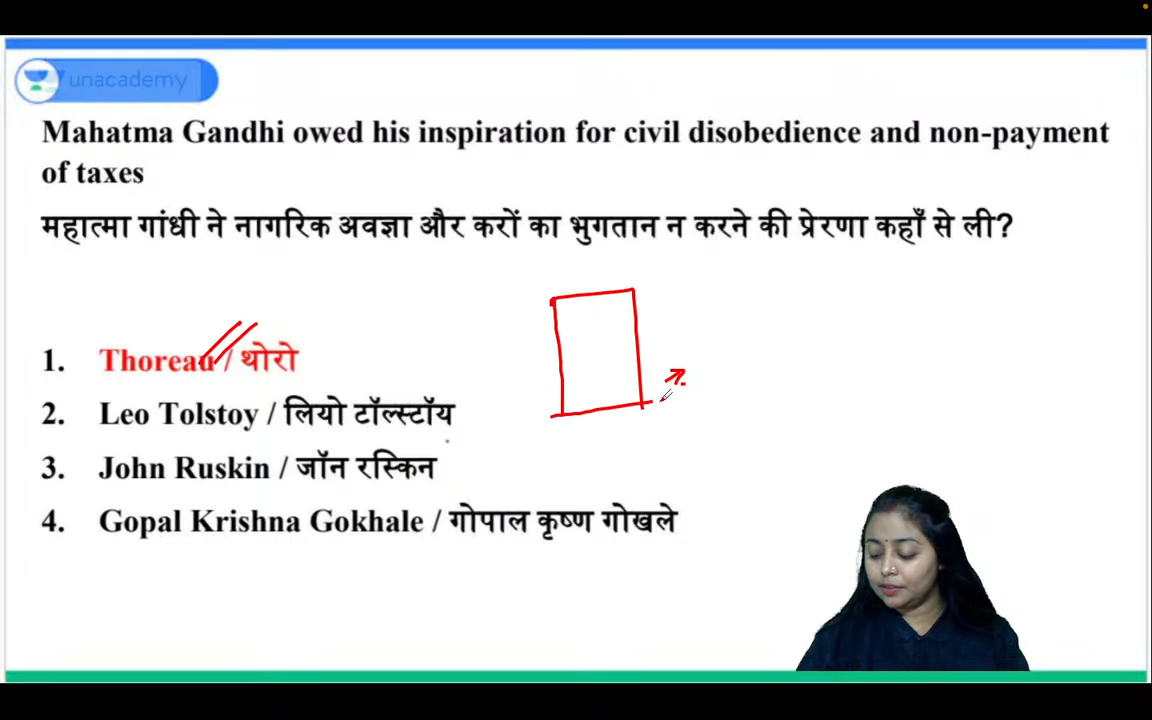 unacademy
Mahatma Gandhi owed his inspiration for civil disobedience and non-payment
of taxes
महात्मा गांधी ने नागरिक अवज्ञा और करों का भुगतान न करने की प्रेरणा कहाँ से ली?
1. Thoreau / थोरो
2. Leo Tolstoy / लियो टॉल्स्टॉय
3. John Ruskin / जॉन रस्किन
4. Gopal Krishna Gokhale / गोपाल कृष्ण गोखले